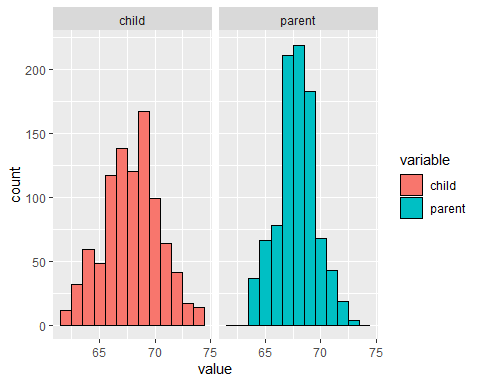 child parent
count
200
150
100
50
0
65 70 75 65 70 75
value
variable
child
parent